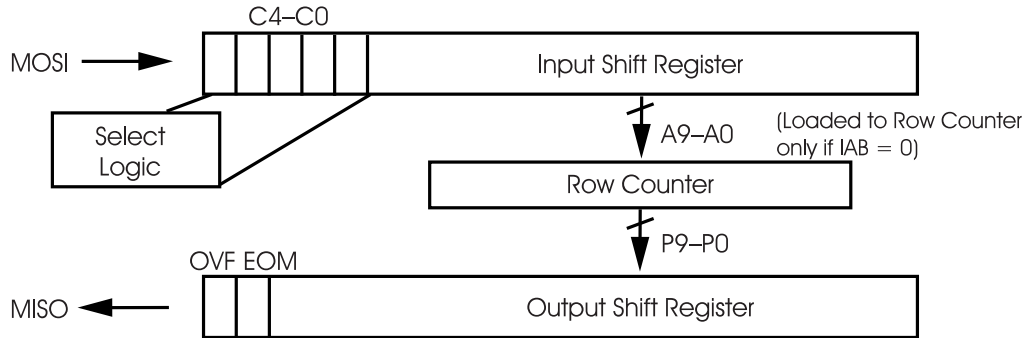 C4–C0
MOSI
Input Shift Register
Select
Logic
A9–A0
(Loaded to Row Counter
only if IAB = 0)
Row Counter
P9–P0
OVF EOM
MISO
Output Shift Register